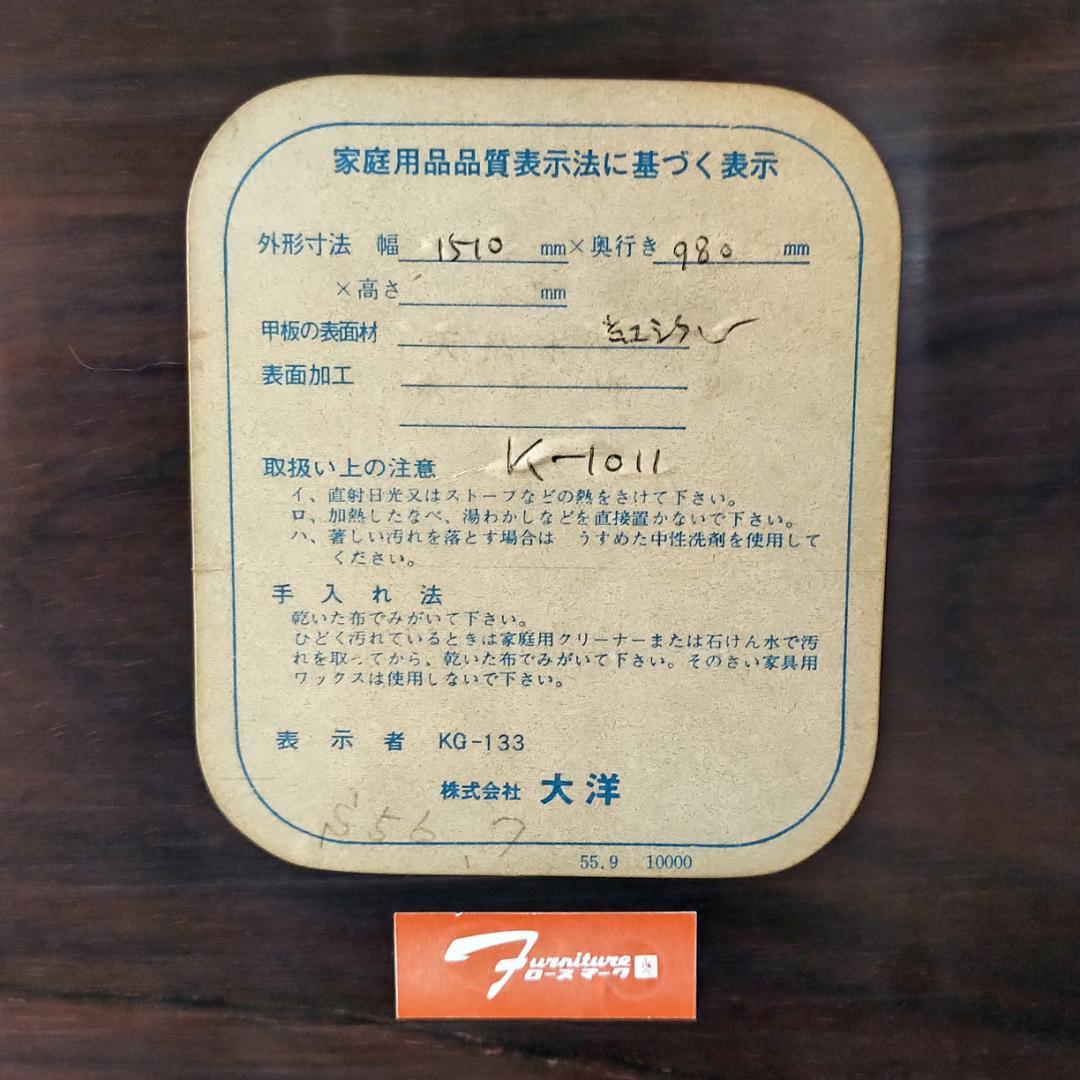 家庭用品品質表示法に基づく表示
外形寸法 幅 1510 mm×奥行き 980 mm
×高さ mm
甲板の表面材
表面加工
取扱い上の注意 K-1011
イ、直射日光又はストーブなどの熱をさけて下さい。
ロ、加熱したなべ、湯わかしなどを直接置かないで下さい。
ハ、著しい汚れを落とす場合は うすめた中性洗剤を使用して
ください。
手入れ法
乾いた布でみがいて下さい。
ひどく汚れているときは家庭用クリーナーまたは石けん水で汚
れを取ってから、乾いた布でみがいて下さい。そのさい家具用
ワックスは使用しないで下さい。
表示者 KG-133
株式会社 大洋
S56.7
55.9 10000
Furniture
ローズマーク